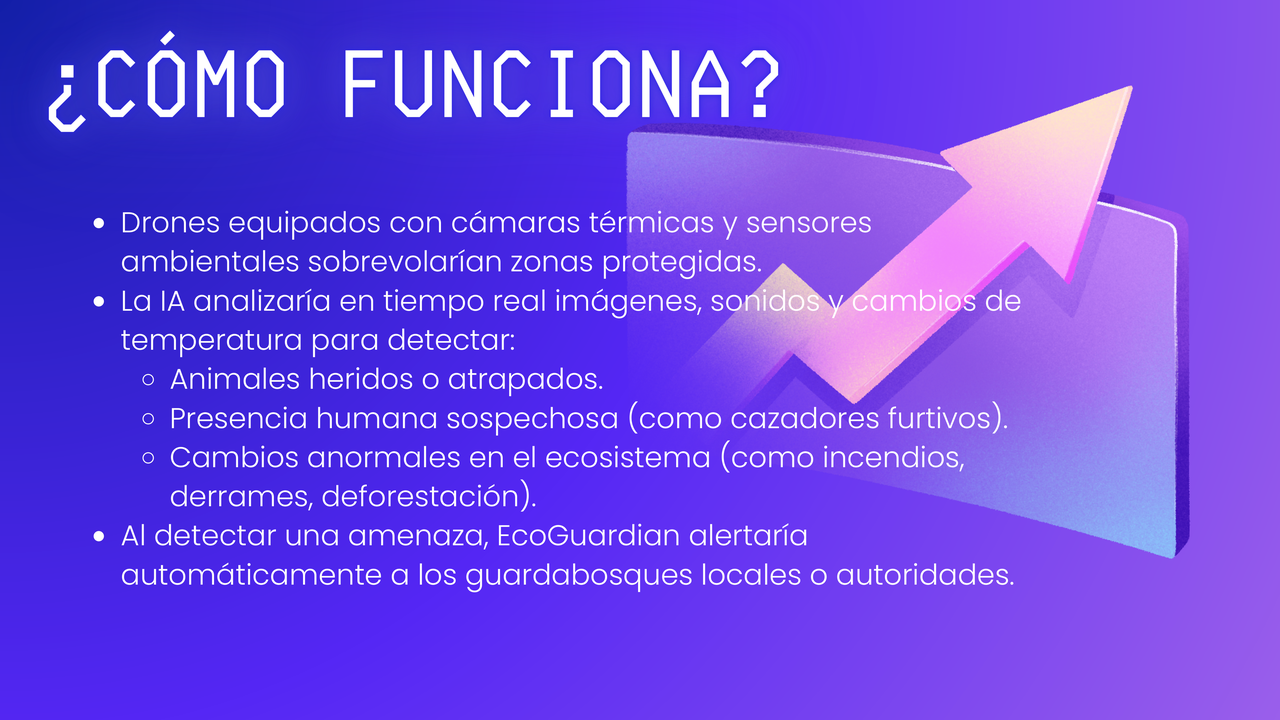 ¿CÓMO FUNCIONA?
• Drones equipados con cámaras térmicas y sensores
ambientales sobrevolarían zonas protegidas.
• La IA analizaría en tiempo real imágenes, sonidos y cambios de
temperatura para detectar:
◦ Animales heridos o atrapados.
◦ Presencia humana sospechosa (como cazadores furtivos).
◦ Cambios anormales en el ecosistema (como incendios,
derrames, deforestación).
• Al detectar una amenaza, EcoGuardian alertaría
automáticamente a los guardabosques locales o autoridades.